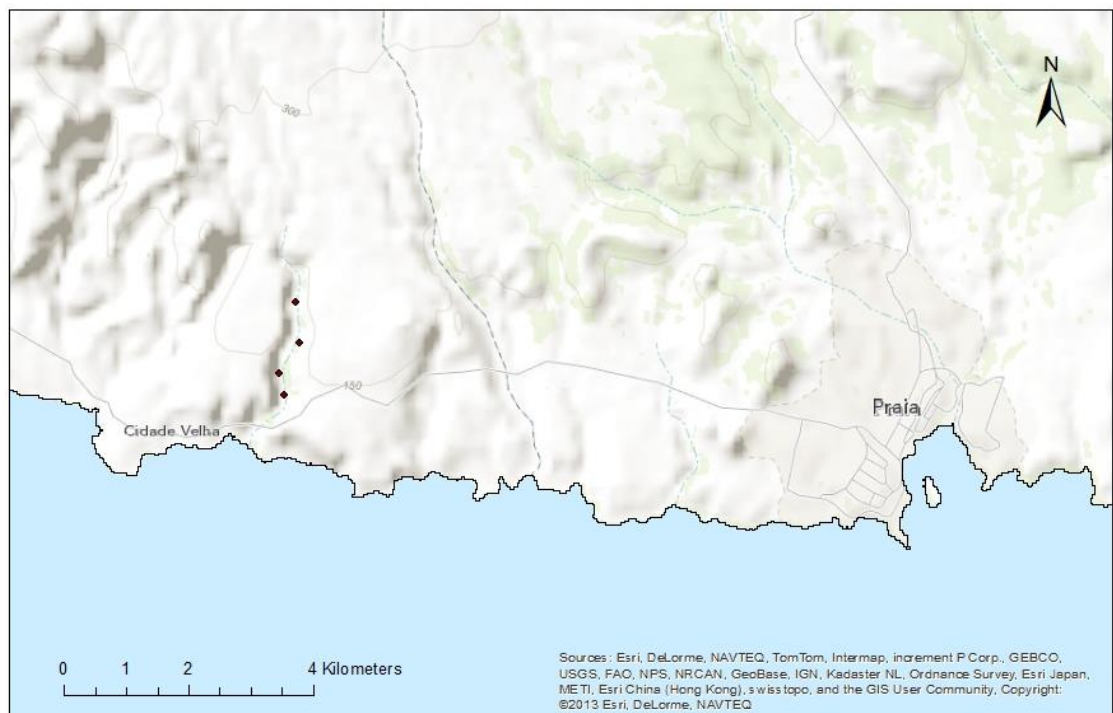 N
300
150
Cidade Velha
Praia
0 1 2 4 Kilometers
Sources: Esri, DeLorme, NAVTEQ, TomTom, Intermap, increment P Corp., GEBCO,
USGS, FAO, NPS, NRCAN, GeoBase, IGN, Kadaster NL, Ordnance Survey, Esri Japan,
METI, Esri China (Hong Kong), swisstopo, and the GIS User Community, Copyright:
©2013 Esri, DeLorme, NAVTEQ